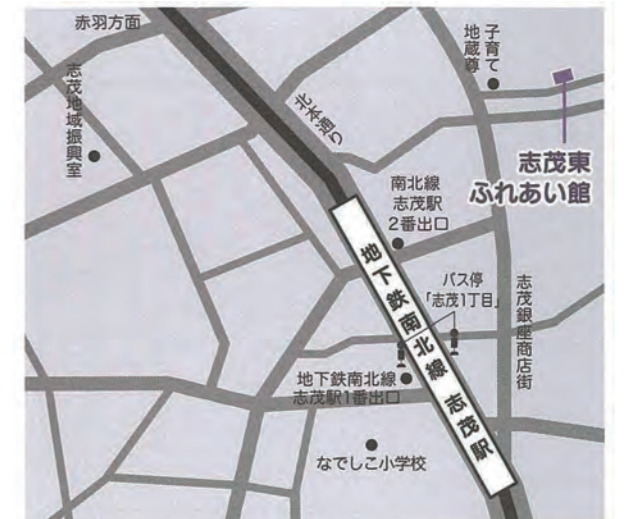 赤羽方面
志茂地域振興室
北本通り
子育て
地蔵尊
志茂東
ふれあい館
南北線
志茂駅
2番出口
地下鉄南北線 志茂駅
バス停
「志茂1丁目」
志茂銀座商店街
地下鉄南北線
志茂駅1番出口
なでしこ小学校